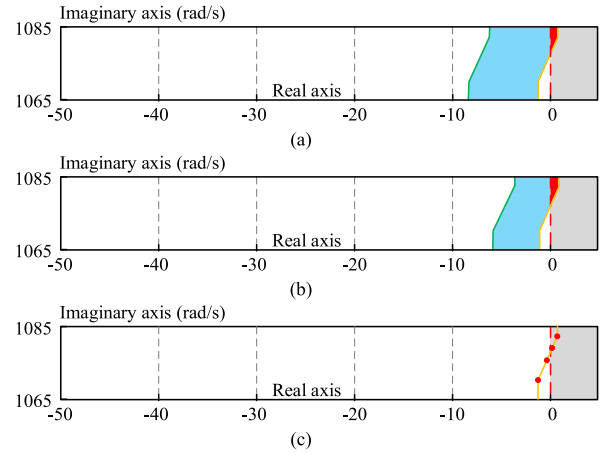 Imaginary axis (rad/s)
1085
1065
Real axis
-50 -40 -30 -20 -10 0
(a)
Imaginary axis (rad/s)
1085
1065
Real axis
-50 -40 -30 -20 -10 0
(b)
Imaginary axis (rad/s)
1085
1065
Real axis
-50 -40 -30 -20 -10 0
(c)